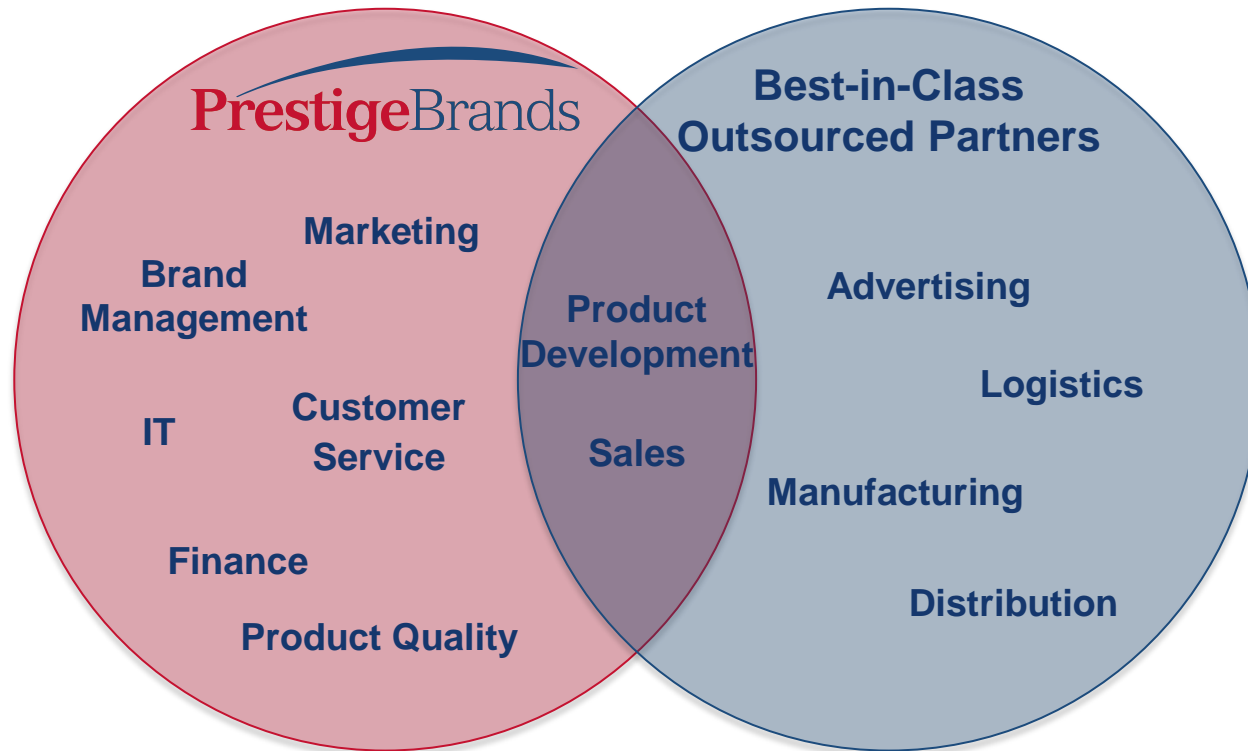 PrestigeBrands
Marketing
Brand
Management
IT
Customer
Service
Finance
Product Quality
Product
Development
Sales
Best-in-Class
Outsourced Partners
Advertising
Logistics
Manufacturing
Distribution